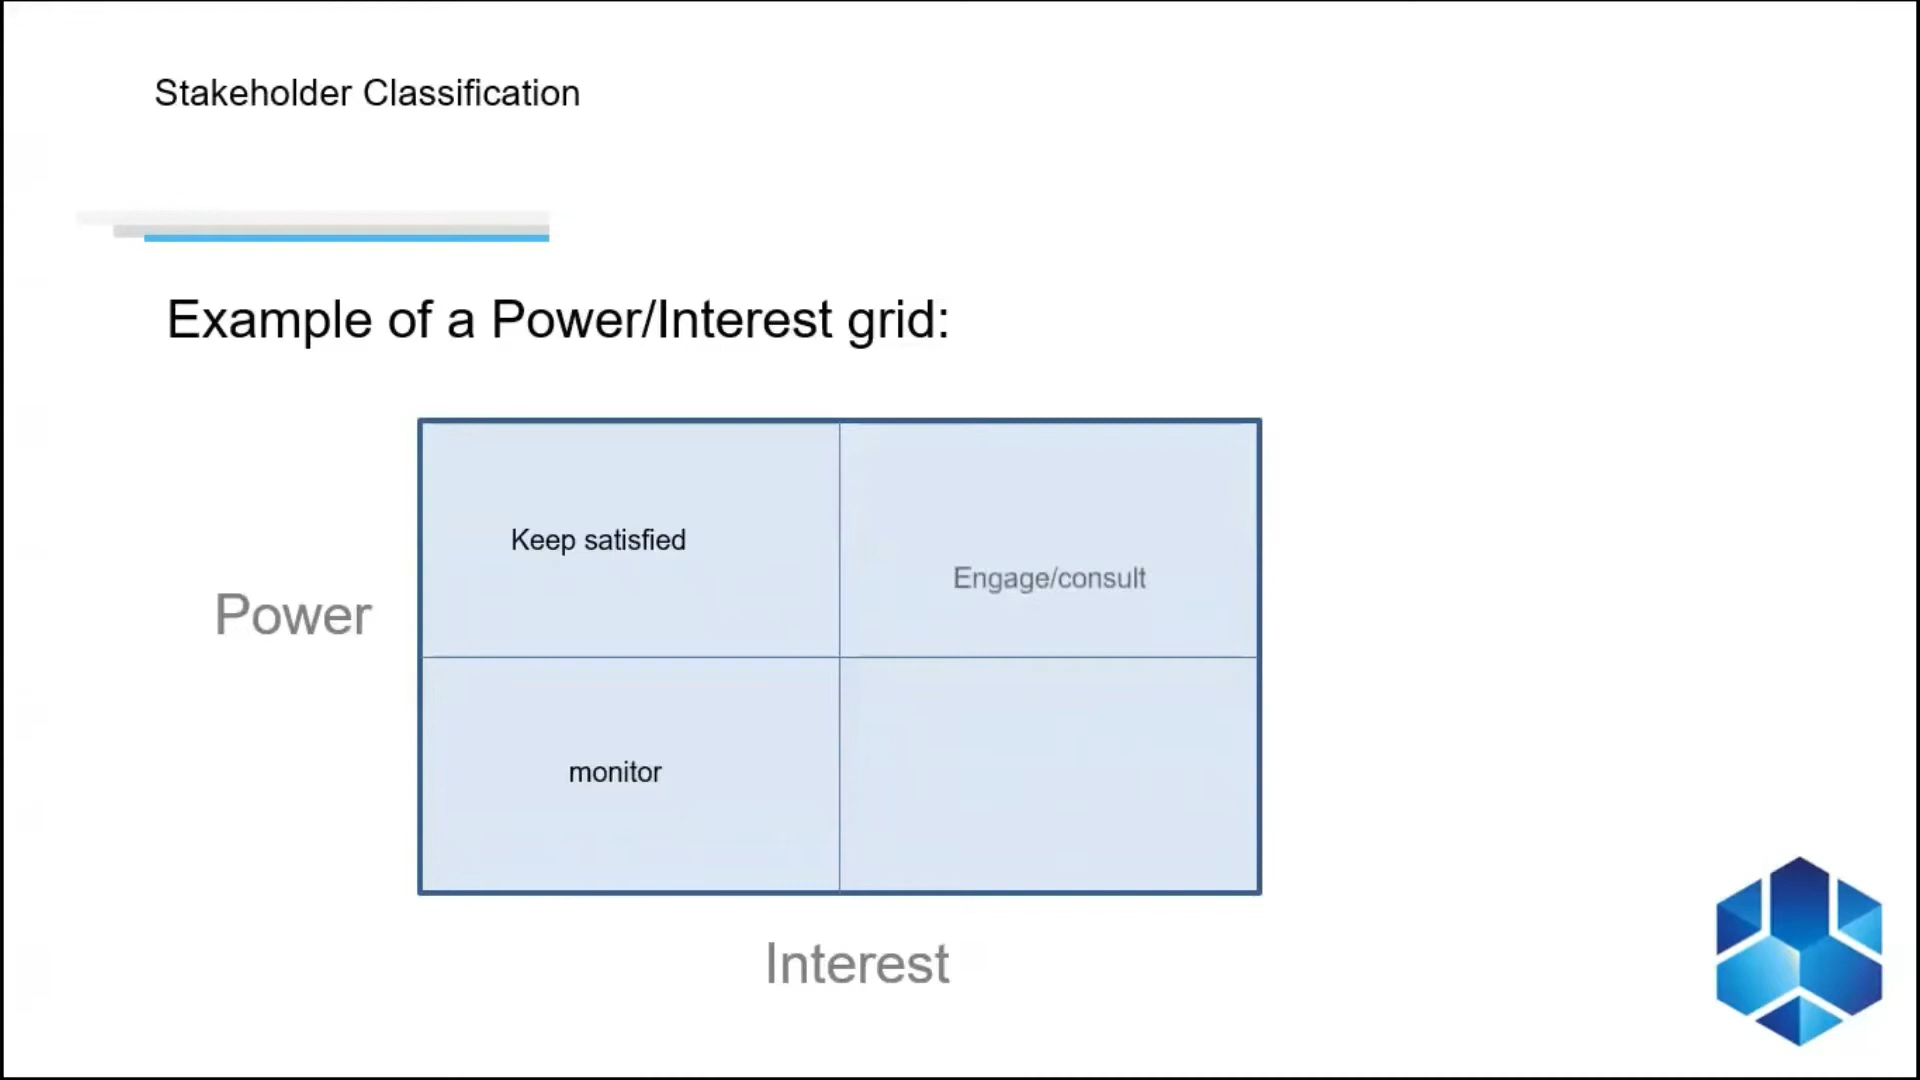 Stakeholder Classification
Example of a Power/Interest grid:
Keep satisfied
Engage/consult
Power
monitor
Interest